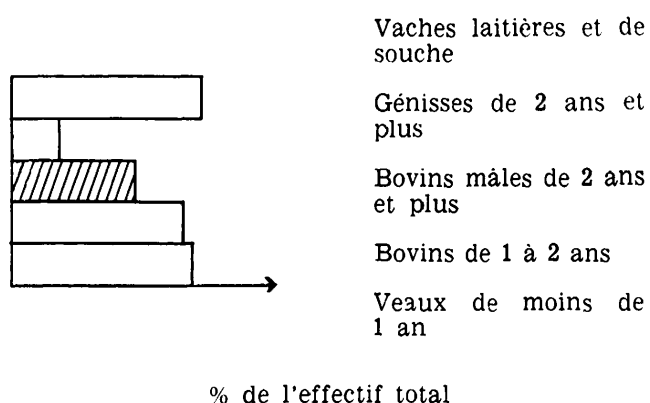 Vaches laitières et de
souche
Génisses de 2 ans et
plus
Bovins mâles de 2 ans
et plus
Bovins de 1 à 2 ans
Veaux de moins de
1 an
% de l'effectif total